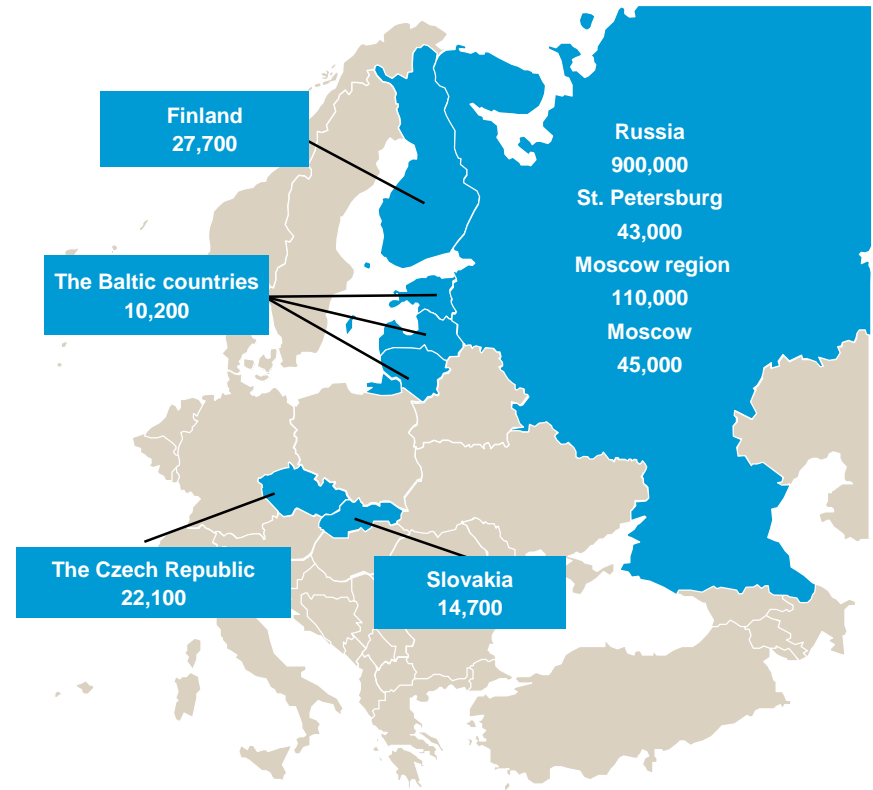 Finland
27,700
Russia
900,000
St. Petersburg
43,000
Moscow region
110,000
Moscow
45,000
The Baltic countries
10,200
The Czech Republic
22,100
Slovakia
14,700